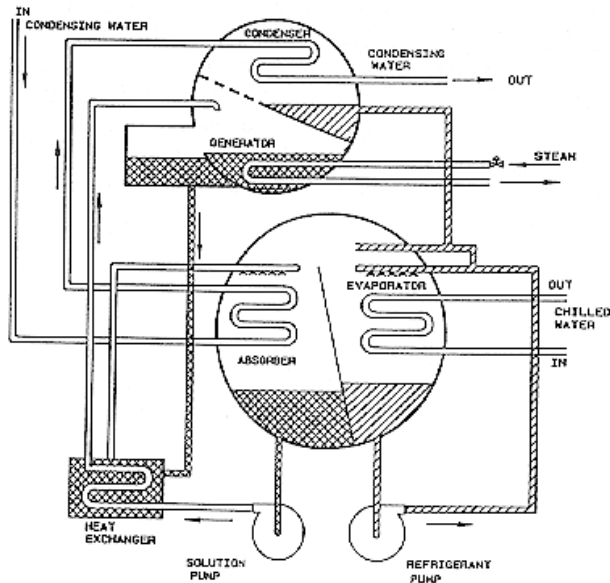 IN
CONDENSING WATER
CONDENSER
CONDENSING
WATER
OUT
GENERATOR
STEAM
EVAPORATOR
OUT
CHILLED
WATER
ABSORBER
IN
HEAT
EXCHANGER
SOLUTION
PUMP
REFRIGERANT
PUMP